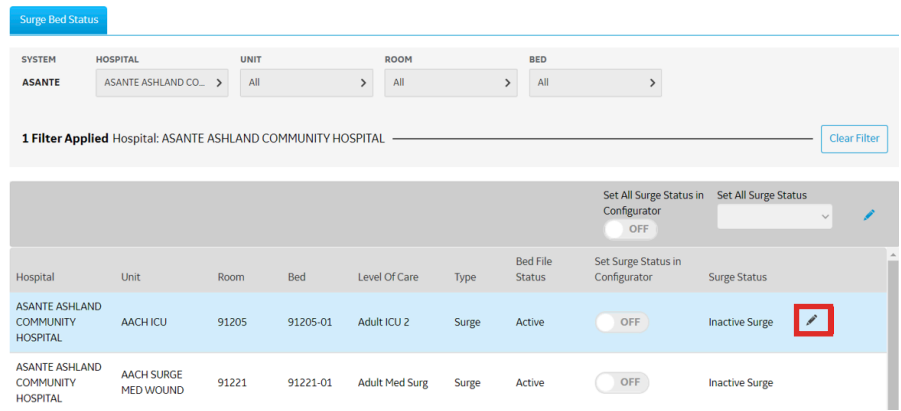 Surge Bed Status
SYSTEM HOSPITAL UNIT ROOM BED
ASANTE ASANTE ASHLAND CO... All All All
1 Filter Applied Hospital: ASANTE ASHLAND COMMUNITY HOSPITAL Clear Filter
Set All Surge Status in Configurator Set All Surge Status
OFF
Hospital Unit Room Bed Level Of Care Type Bed File Status Set Surge Status in Configurator Surge Status
ASANTE ASHLAND COMMUNITY HOSPITAL AACH ICU 91205 91205-01 Adult ICU 2 Surge Active OFF Inactive Surge
ASANTE ASHLAND COMMUNITY HOSPITAL AACH SURGE MED WOUND 91221 91221-01 Adult Med Surg Surge Active OFF Inactive Surge